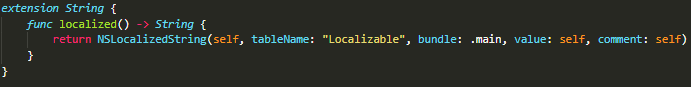 extension String {
    func localized() -> String {
        return NSLocalizedString(self, tableName: "Localizable", bundle: .main, value: self, comment: self)
    }
}